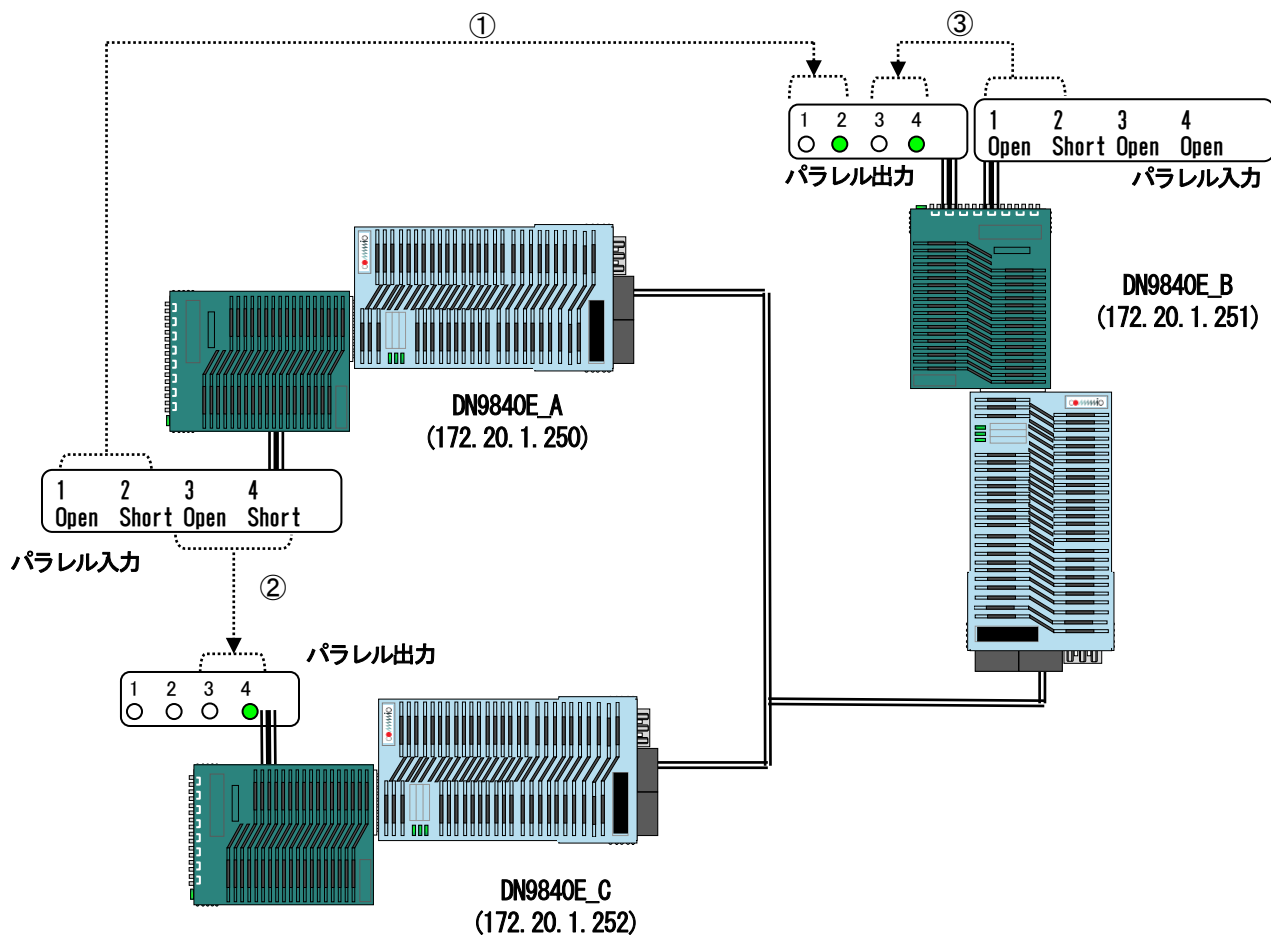 ①
③
1 2 3 4
パラレル出力
1 2 3 4
Open Short Open Open
パラレル入力
DN9840E_B
(172.20.1.251)
DN9840E_A
(172.20.1.250)
1 2 3 4
Open Short Open Short
パラレル入力
②
パラレル出力
1 2 3 4
DN9840E_C
(172.20.1.252)